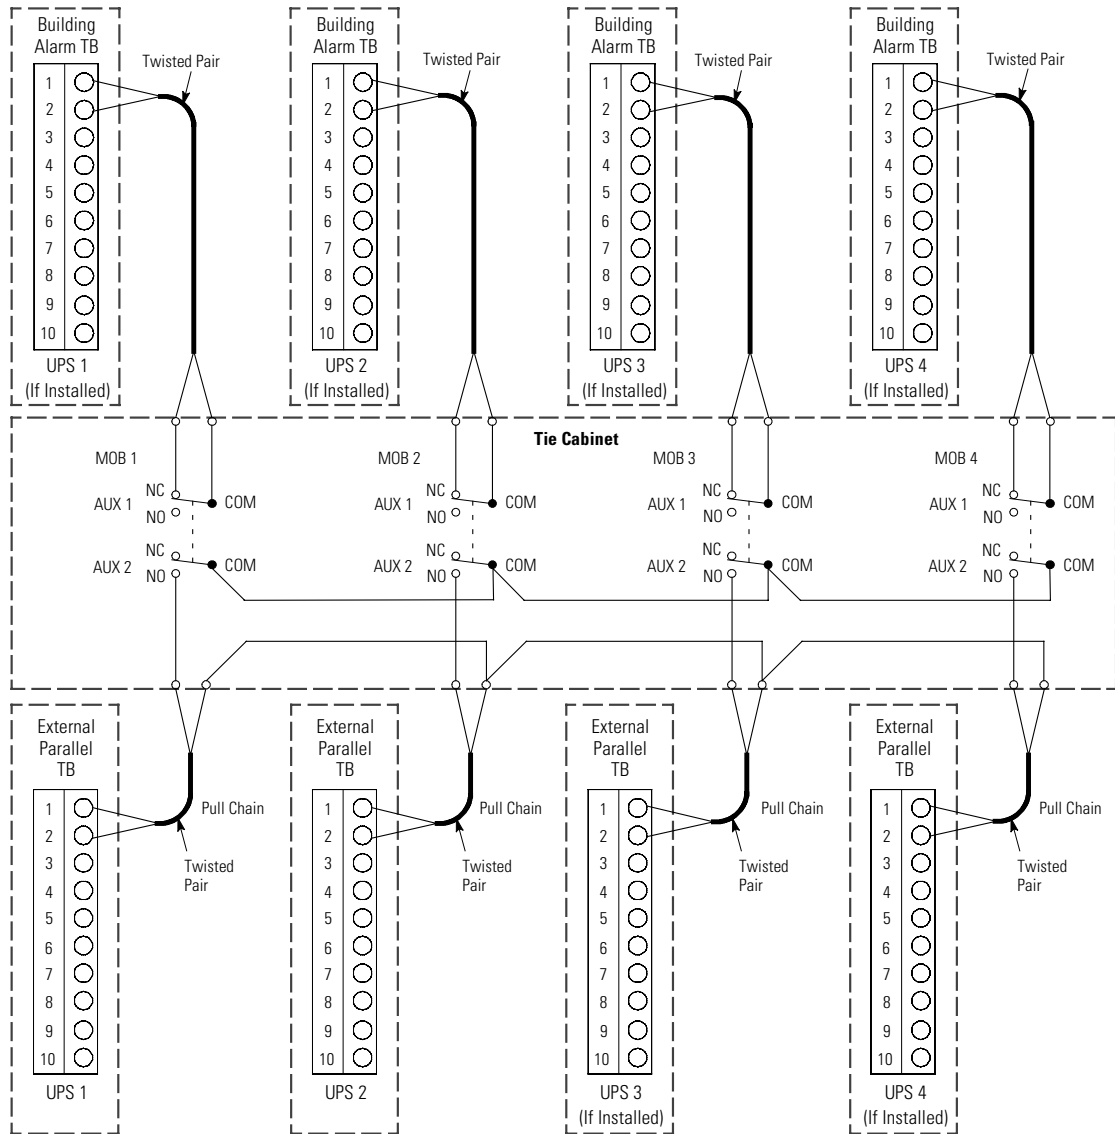 Building
Alarm TB
Twisted Pair
1
2
3
4
5
6
7
8
9
10
UPS 1
(If Installed)
Building
Alarm TB
Twisted Pair
1
2
3
4
5
6
7
8
9
10
UPS 2
(If Installed)
Building
Alarm TB
Twisted Pair
1
2
3
4
5
6
7
8
9
10
UPS 3
(If Installed)
Building
Alarm TB
Twisted Pair
1
2
3
4
5
6
7
8
9
10
UPS 4
(If Installed)
Tie Cabinet
MOB 1
AUX 1
NC
NO
COM
AUX 2
NC
NO
COM
MOB 2
AUX 1
NC
NO
COM
AUX 2
NC
NO
COM
MOB 3
AUX 1
NC
NO
COM
AUX 2
NC
NO
COM
MOB 4
AUX 1
NC
NO
COM
AUX 2
NC
NO
COM
External
Parallel
TB
1
2
3
4
5
6
7
8
9
10
Pull Chain
Twisted
Pair
UPS 1
External
Parallel
TB
1
2
3
4
5
6
7
8
9
10
Pull Chain
Twisted
Pair
UPS 2
External
Parallel
TB
1
2
3
4
5
6
7
8
9
10
Pull Chain
Twisted
Pair
UPS 3
(If Installed)
External
Parallel
TB
1
2
3
4
5
6
7
8
9
10
Pull Chain
Twisted
Pair
UPS 4
(If Installed)